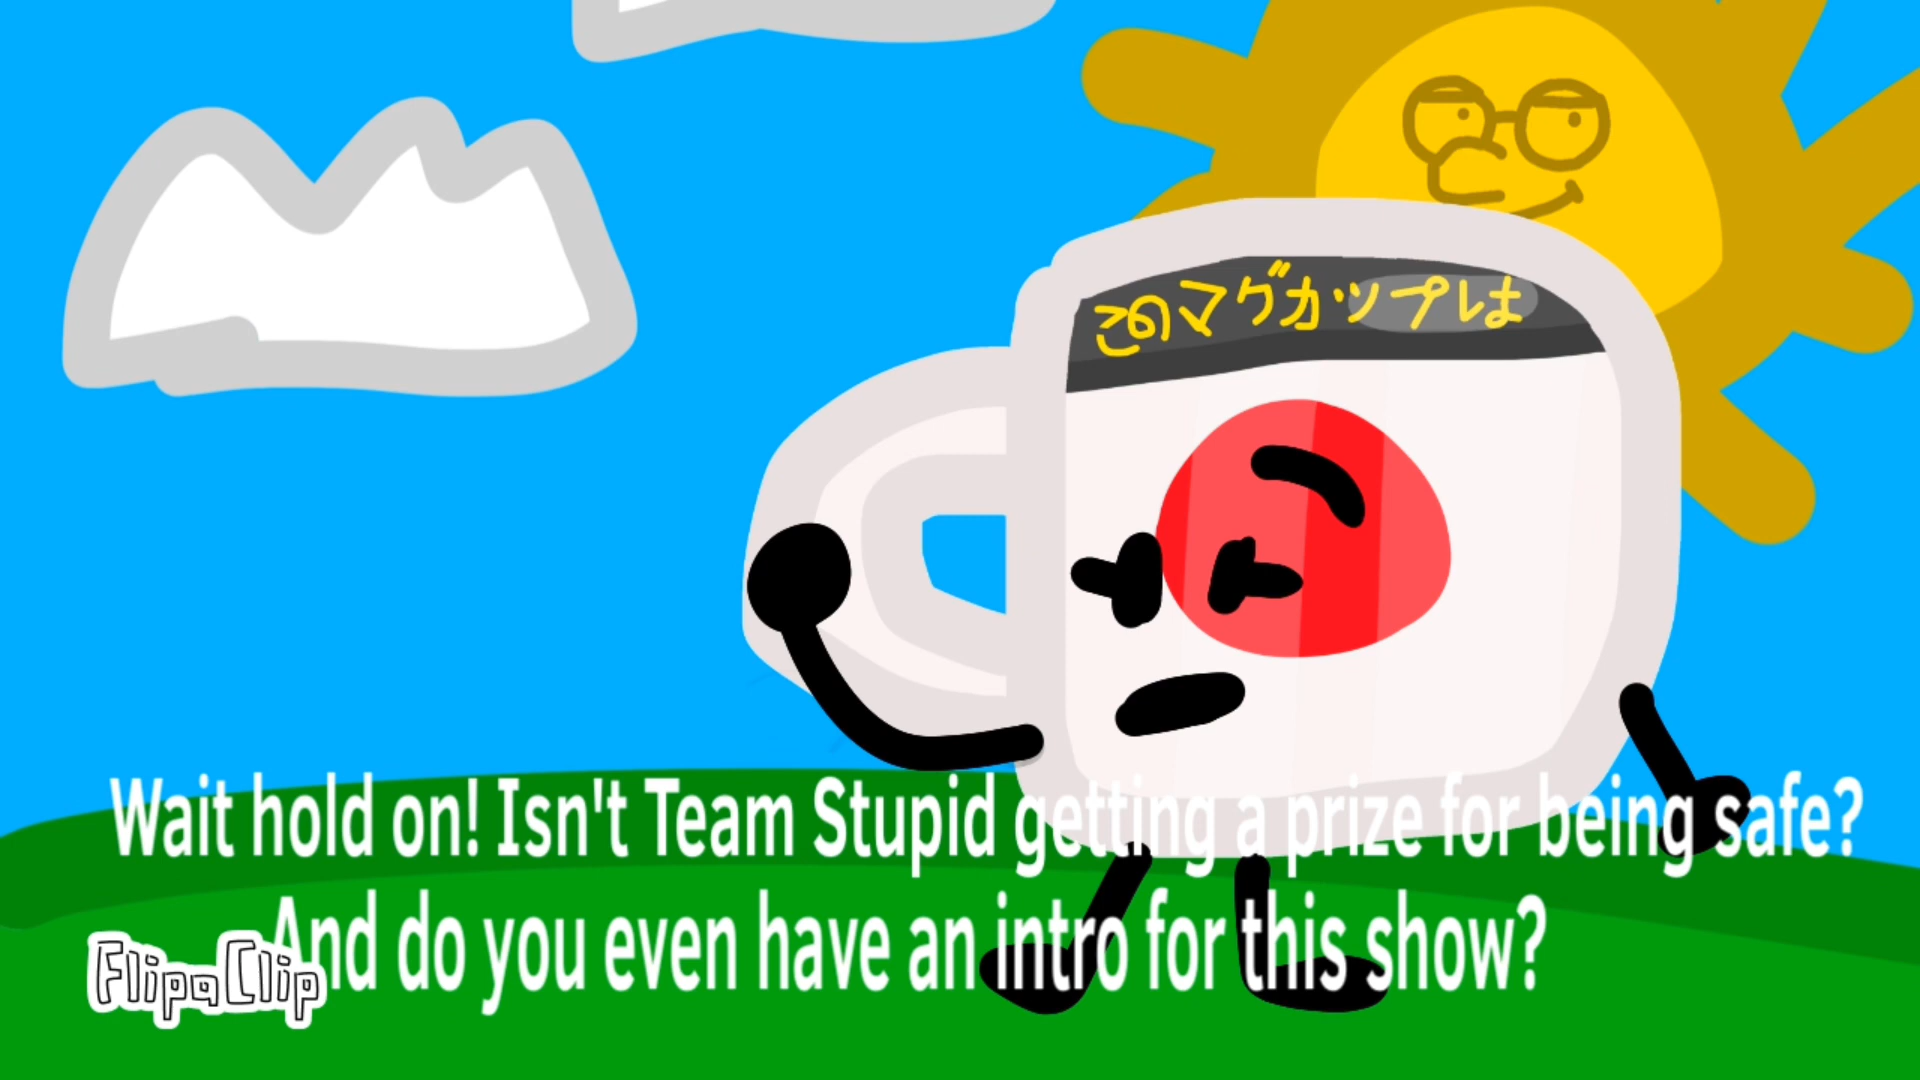 このマグカップレは
Wait hold on! Isn't Team Stupid getting a prize for being safe?
And do you even have an intro for this show?
FlipaClip